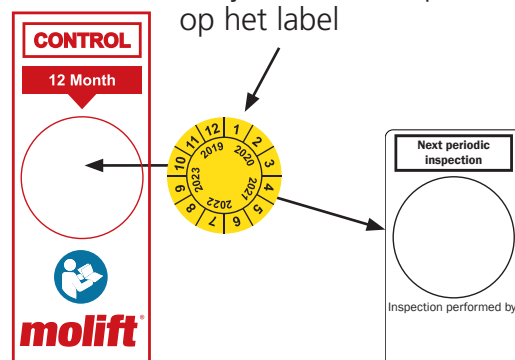 op het label
CONTROL
12 Month
12 1 2 3 4 5 6 7 8 9 10 11
2019 2020 2021 2022 2023
molift
Next periodic
inspection
Inspection performed by